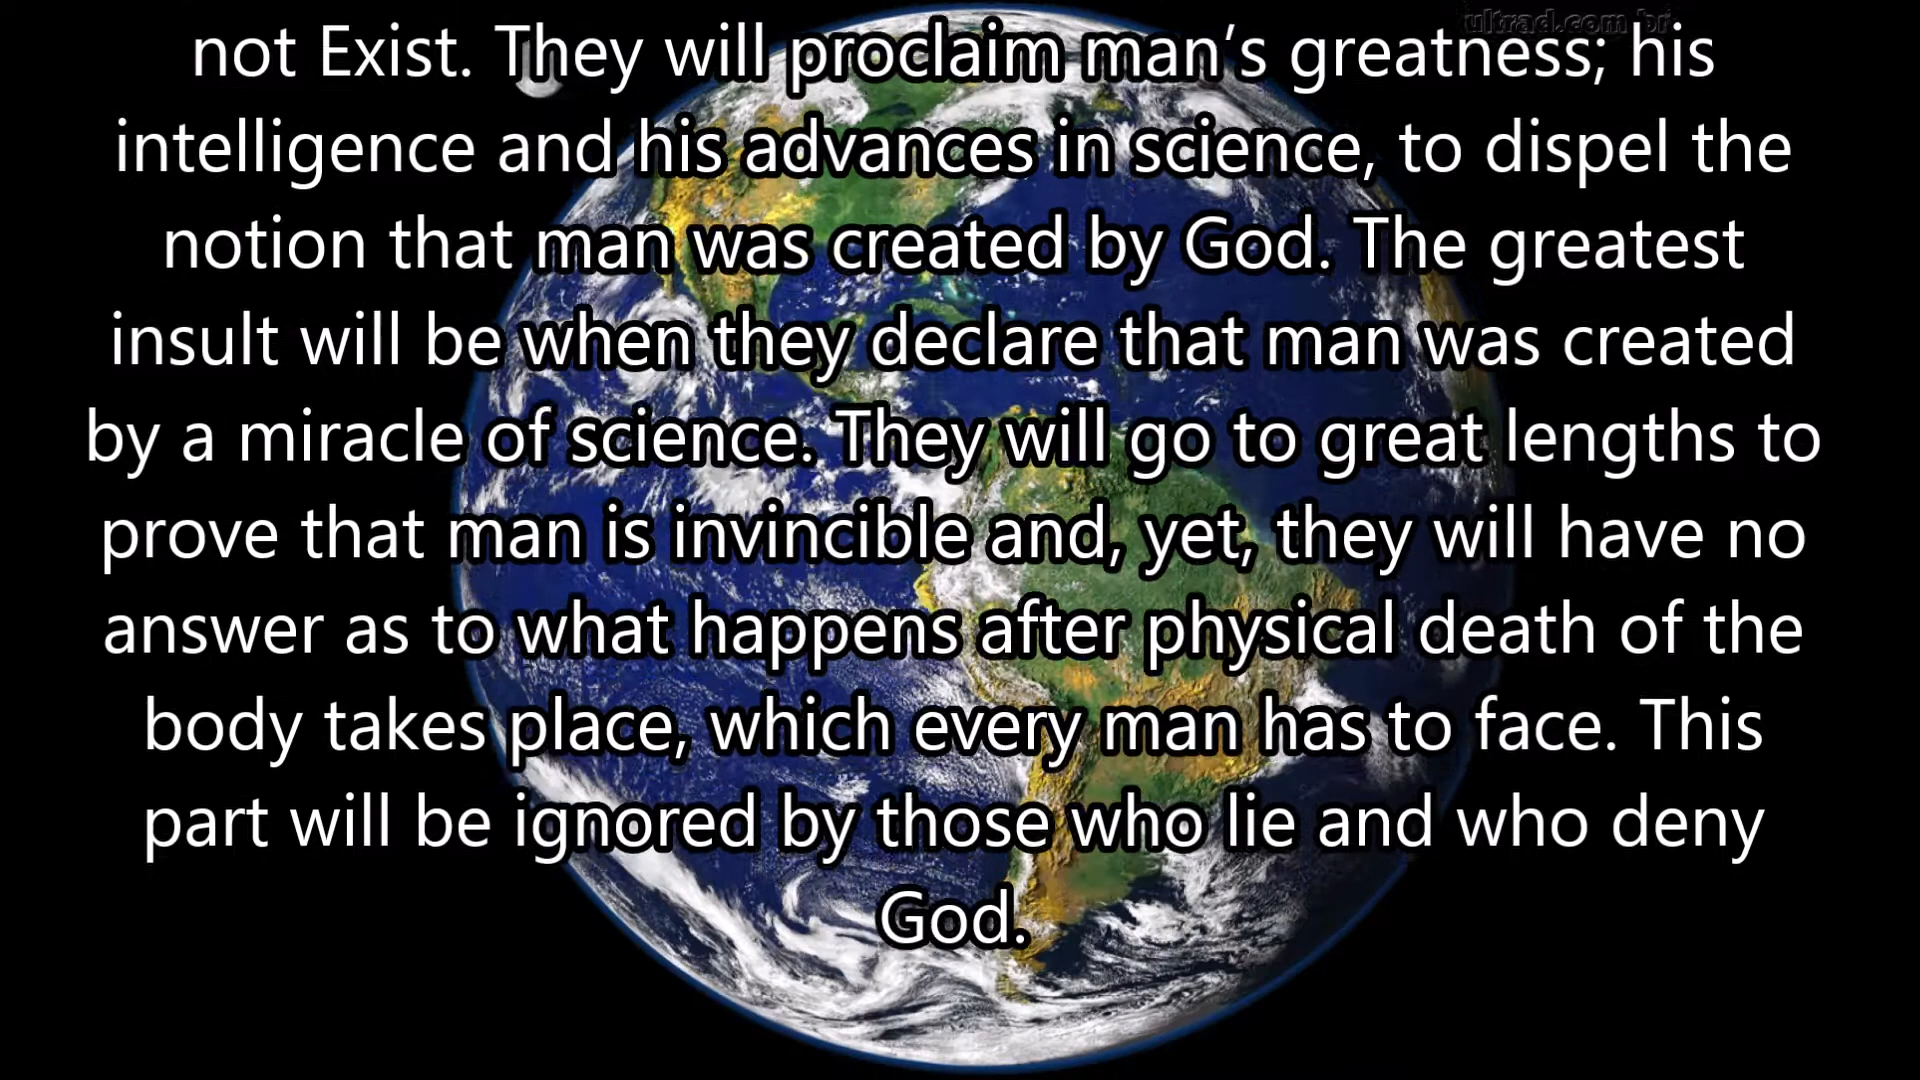 ultrad.com.br
not Exist. They will proclaim man’s greatness; his
intelligence and his advances in science, to dispel the
notion that man was created by God. The greatest
insult will be when they declare that man was created
by a miracle of science. They will go to great lengths to
prove that man is invincible and, yet, they will have no
answer as to what happens after physical death of the
body takes place, which every man has to face. This
part will be ignored by those who lie and who deny
God.